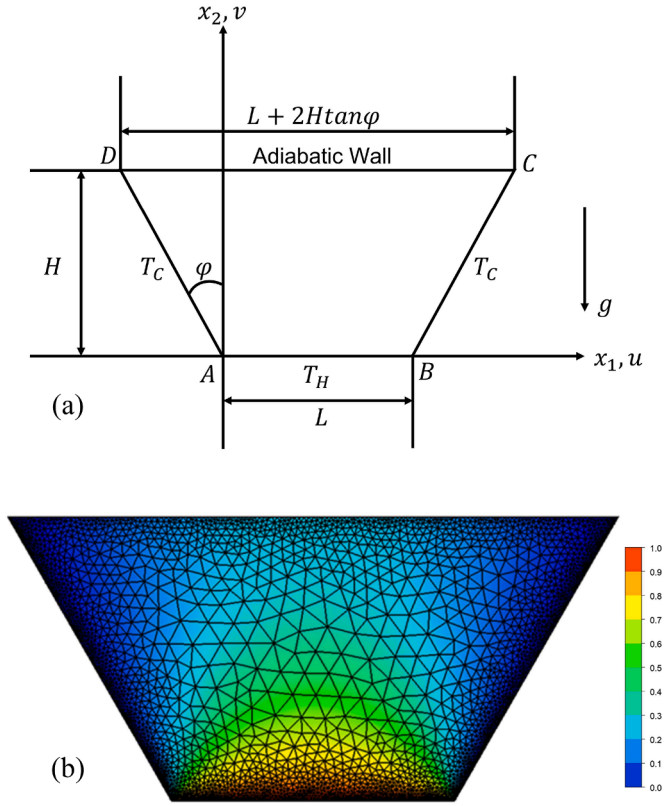 x₂, v
L + 2Htanφ
D
Adiabatic Wall
C
H
T_C
φ
T_C
g
A
T_H
B
x₁, u
(a)
L
1.0
0.9
0.8
0.7
0.6
0.5
0.4
0.3
0.2
0.1
0.0
(b)